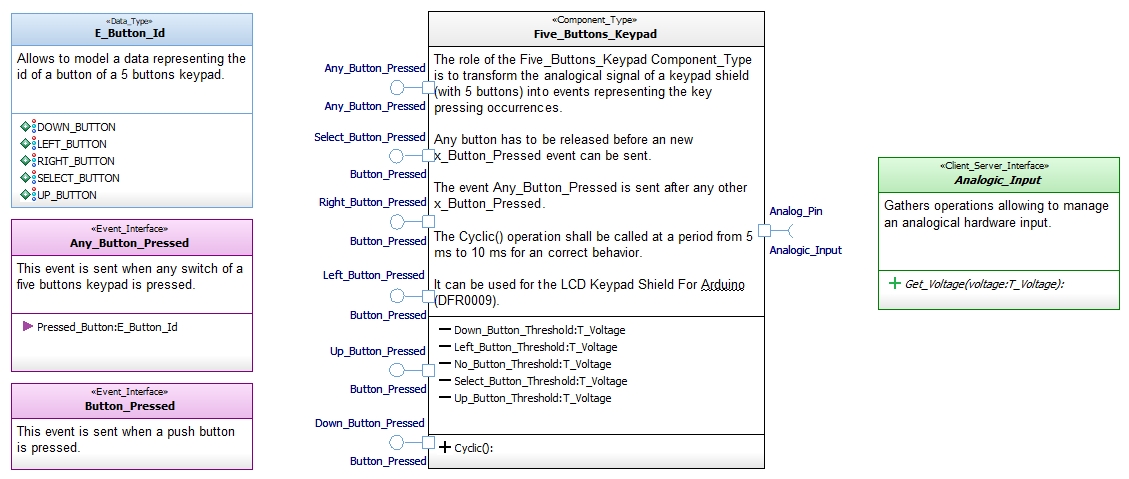 «Data_Type»
E_Button_Id
Allows to model a data representing the
id of a button of a 5 buttons keypad.
DOWN_BUTTON
LEFT_BUTTON
RIGHT_BUTTON
SELECT_BUTTON
UP_BUTTON
«Event_Interface»
Any_Button_Pressed
This event is sent when any switch of a
five buttons keypad is pressed.
Pressed_Button:E_Button_Id
«Event_Interface»
Button_Pressed
This event is sent when a push button
is pressed.
Any_Button_Pressed
Any_Button_Pressed
Select_Button_Pressed
Button_Pressed
Right_Button_Pressed
Button_Pressed
Left_Button_Pressed
Button_Pressed
Up_Button_Pressed
Button_Pressed
Down_Button_Pressed
Button_Pressed
«Component_Type»
Five_Buttons_Keypad
The role of the Five_Buttons_Keypad Component_Type
is to transform the analogical signal of a keypad shield
(with 5 buttons) into events representing the key
pressing occurrences.
Any button has to be released before an new
x_Button_Pressed event can be sent.
The event Any_Button_Pressed is sent after any other
x_Button_Pressed.
The Cyclic() operation shall be called at a period from 5
ms to 10 ms for an correct behavior.
It can be used for the LCD Keypad Shield For Arduino
(DFR0009).
Down_Button_Threshold:T_Voltage
Left_Button_Threshold:T_Voltage
No_Button_Threshold:T_Voltage
Select_Button_Threshold:T_Voltage
Up_Button_Threshold:T_Voltage
Cyclic():
Analog_Pin
Analogic_Input
«Client_Server_Interface»
Analogic_Input
Gathers operations allowing to manage
an analogical hardware input.
Get_Voltage(voltage:T_Voltage):